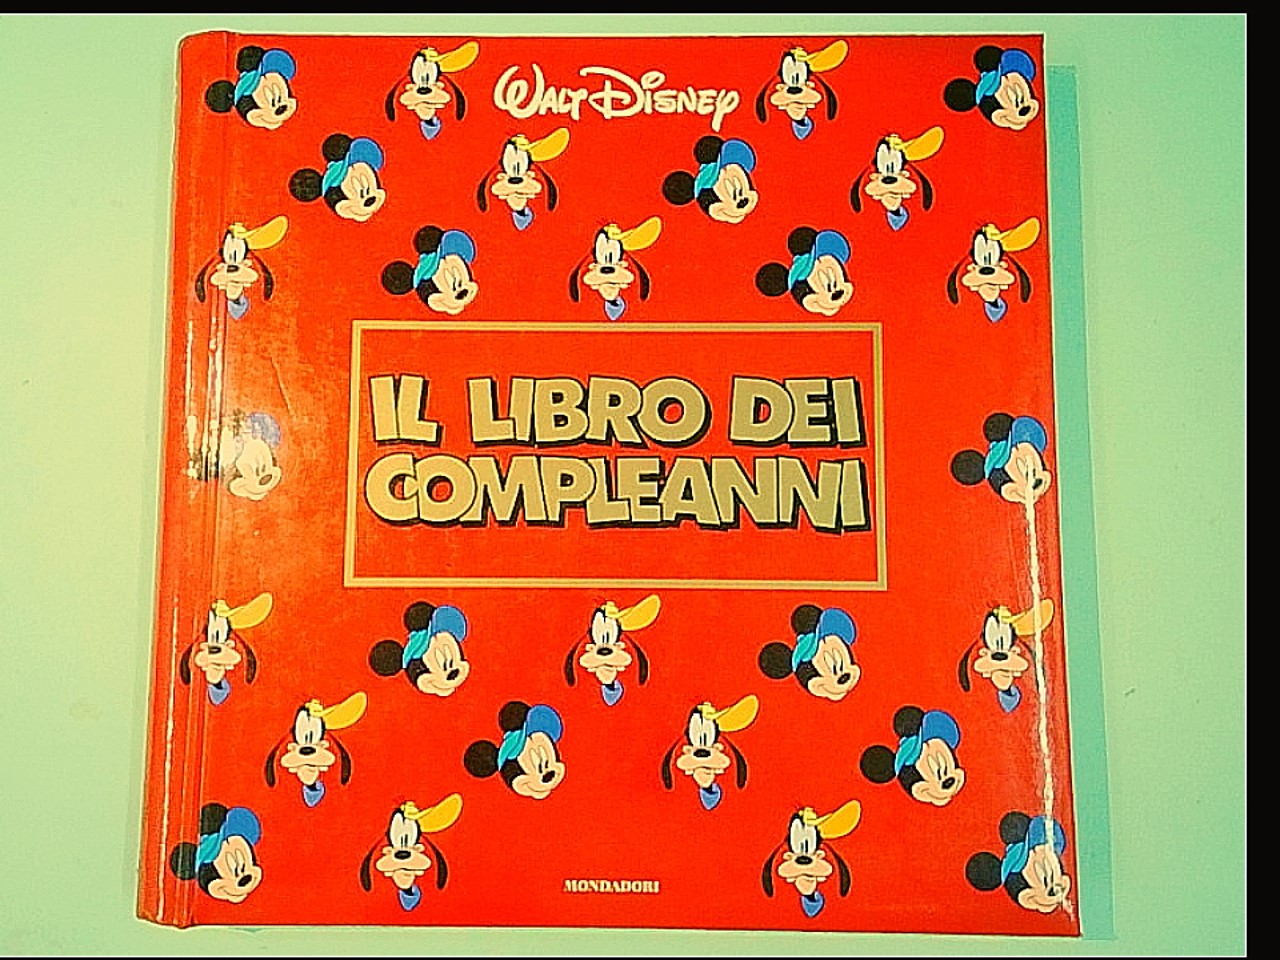 WALT DISNEY
IL LIBRO DEI
COMPLEANNI
MONDADORI